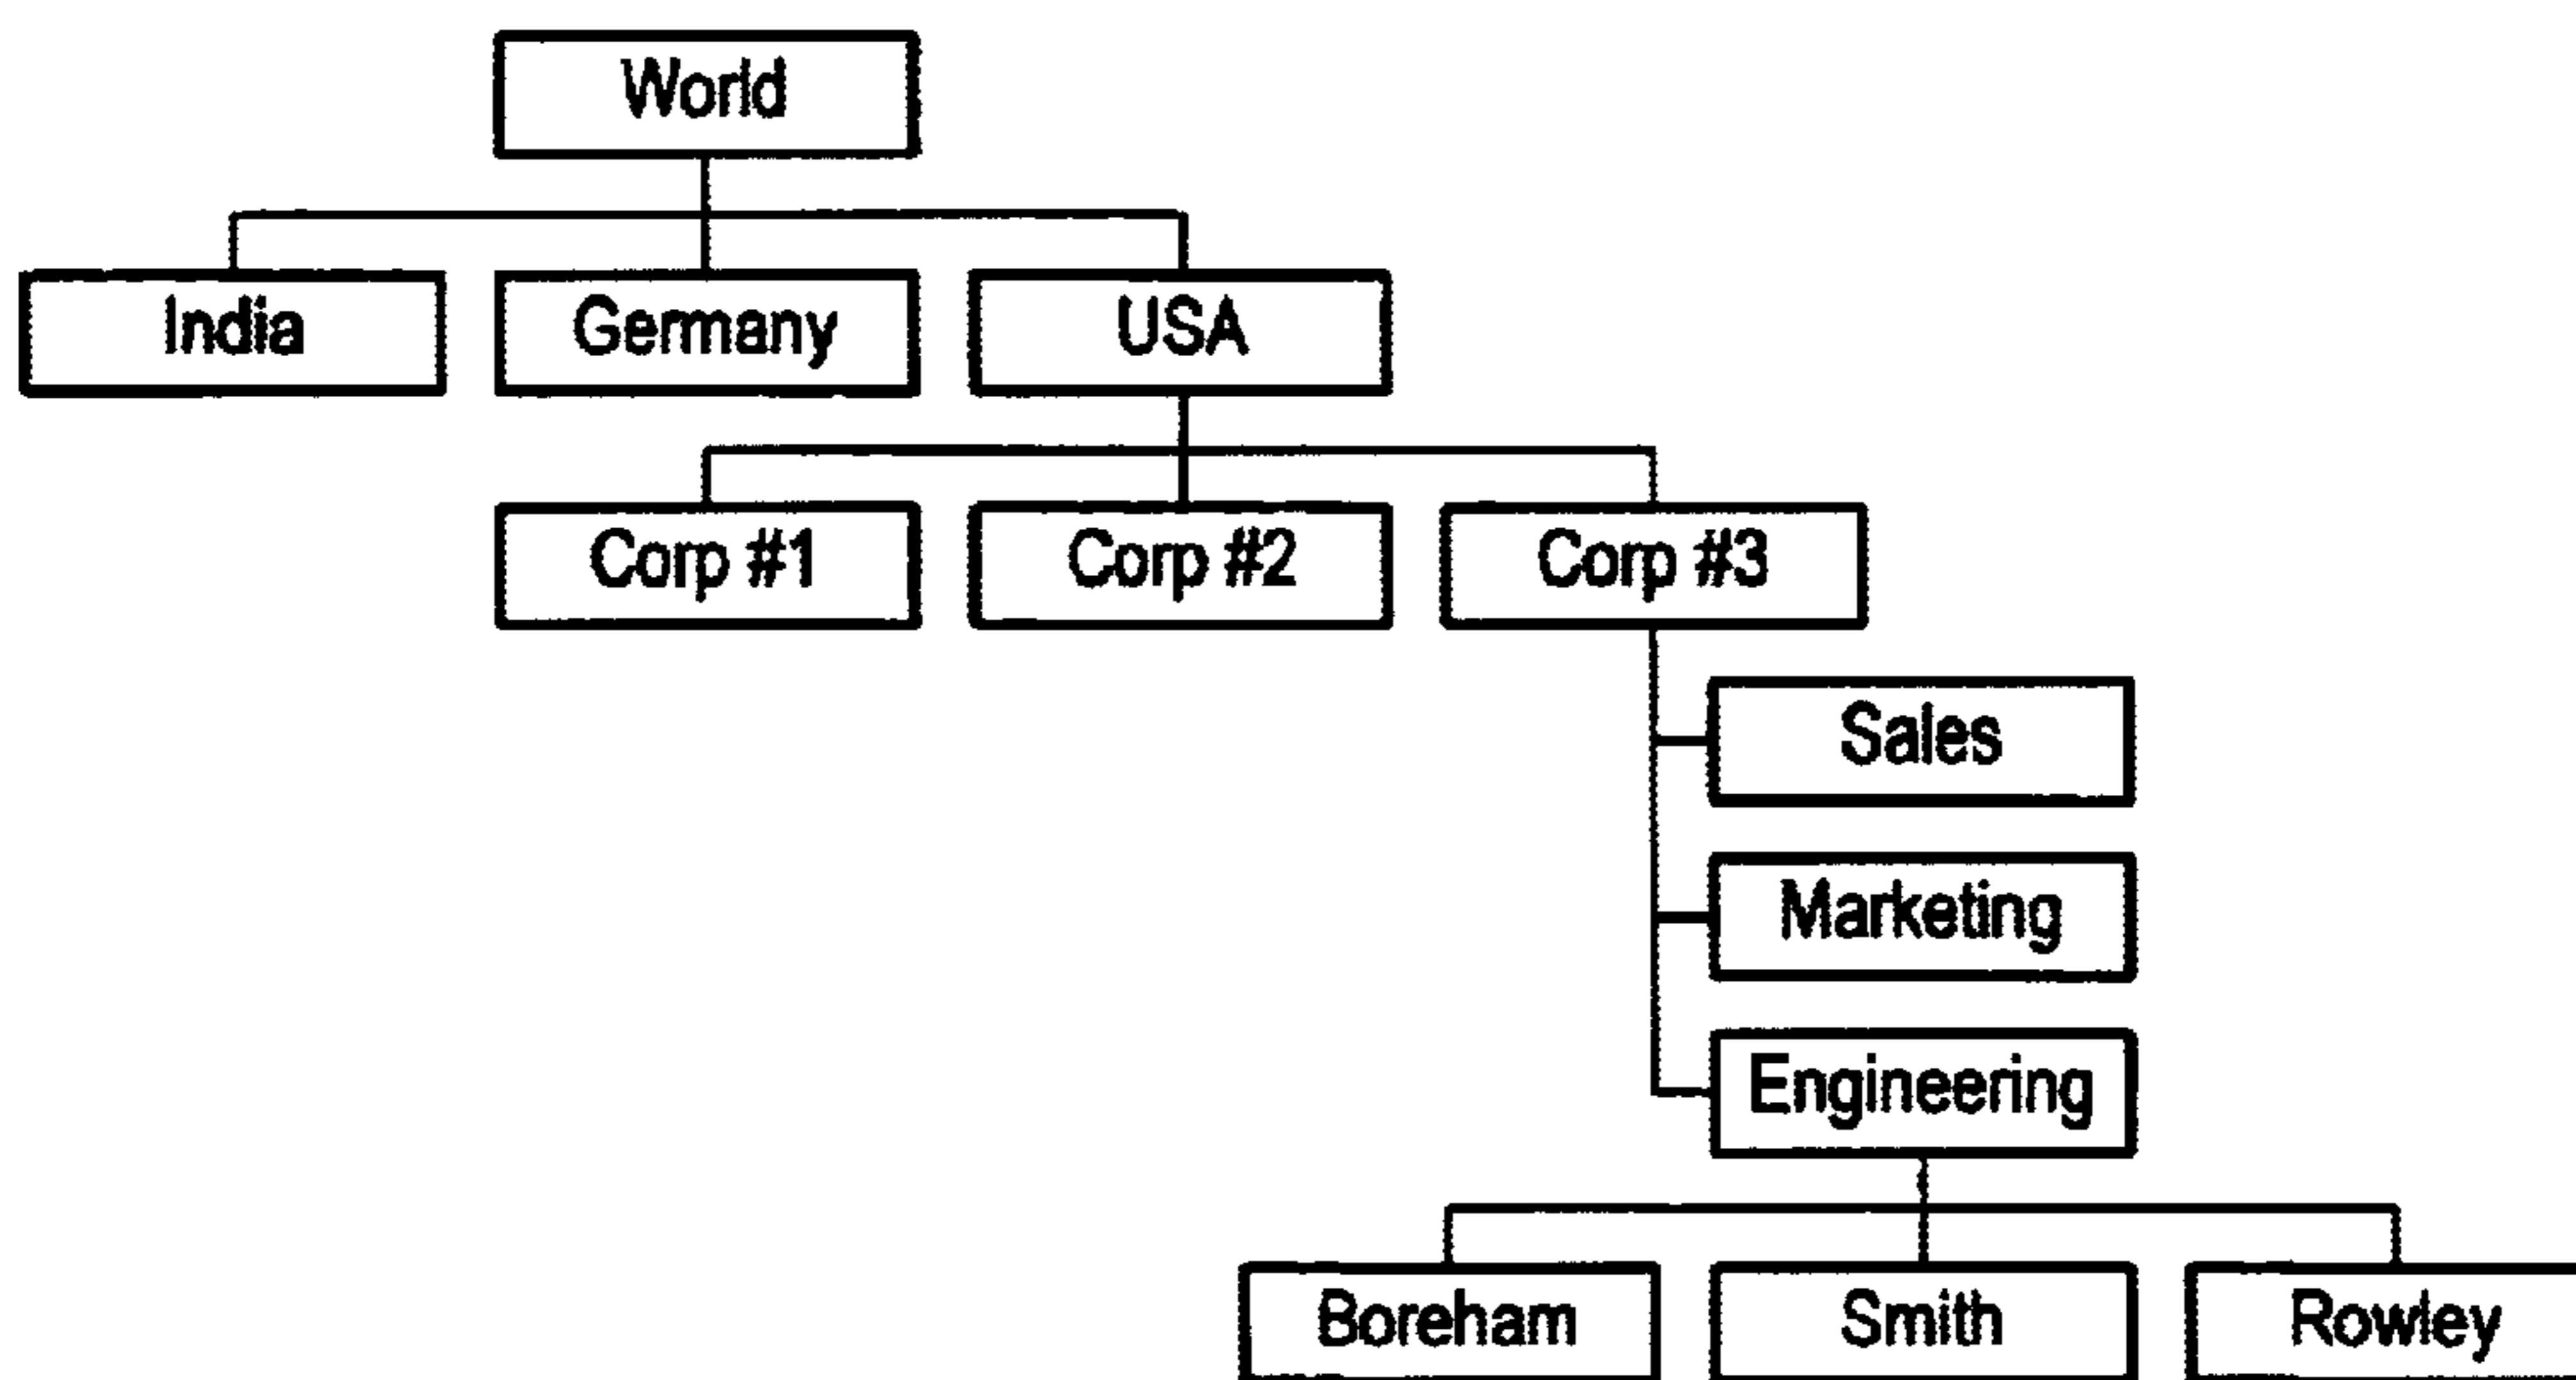 World
India
Germany
USA
Corp #1
Corp #2
Corp #3
Sales
Marketing
Engineering
Boreham
Smith
Rowley